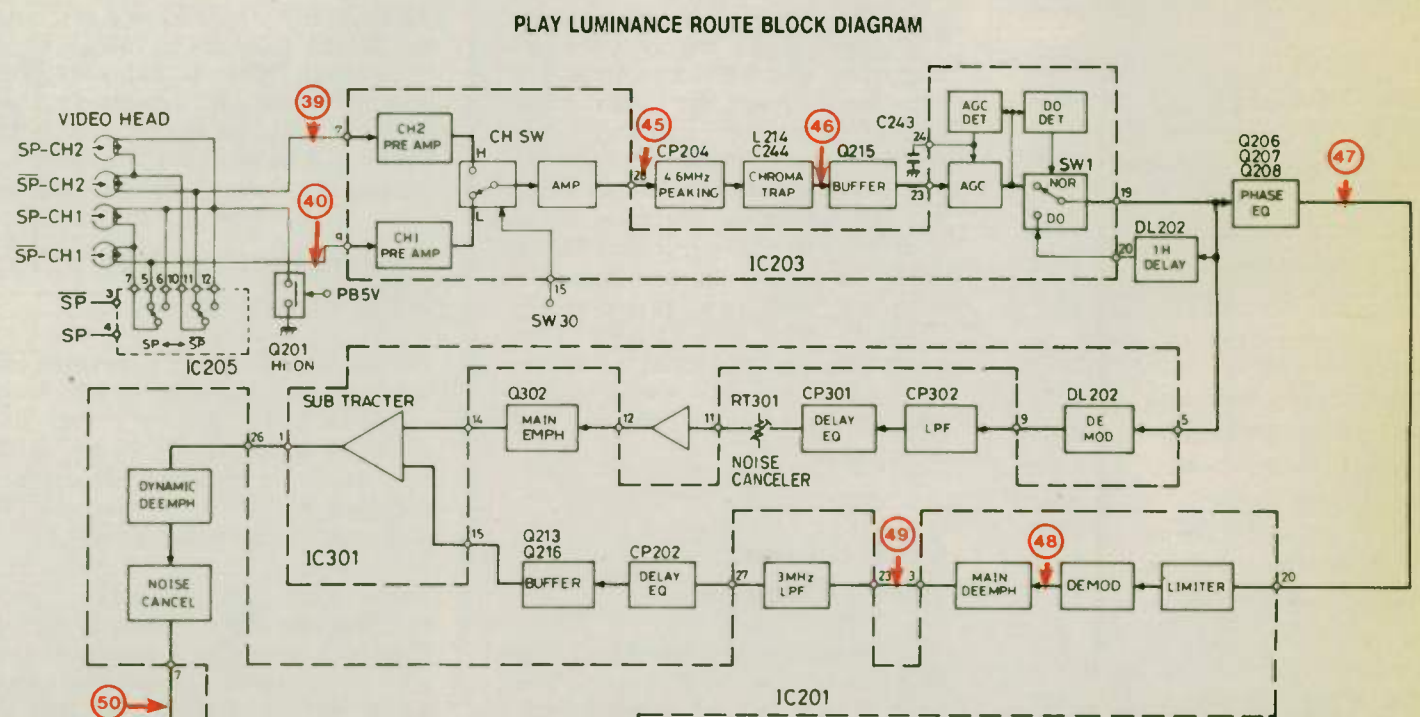 PLAY LUMINANCE ROUTE BLOCK DIAGRAM
VIDEO HEAD
SP-CH2
S̅P̅-CH2
SP-CH1
S̅P̅-CH1
39
40
7
9
CH2
PRE AMP
CH1
PRE AMP
CH SW
H
L
AMP
15
SW 30
28
45
CP204
4.6MHz
PEAKING
L214
C244
CHROMA
TRAP
46
Q215
BUFFER
C243
24
23
AGC
DET
DO
DET
AGC
SW1
NOR
DO
19
20
IC203
DL202
1H
DELAY
Q206
Q207
Q208
PHASE
EQ
47
7 5 6 10 11 12
S̅P̅ 3
SP 4
SP ↔ S̅P̅
IC205
PB5V
Q201
Hi: ON
SUB TRACTER
Q302
MAIN
EMPH
14
12
11
RT301
NOISE
CANCELER
CP301
DELAY
EQ
CP302
LPF
9
DL202
DE
MOD
5
26
1
15
IC301
DYNAMIC
DEEMPH
NOISE
CANCEL
7
50
Q213
Q216
BUFFER
CP202
DELAY
EQ
27
3MHz
LPF
23
49
3
MAIN
DEEMPH
48
DEMOD
LIMITER
20
IC201